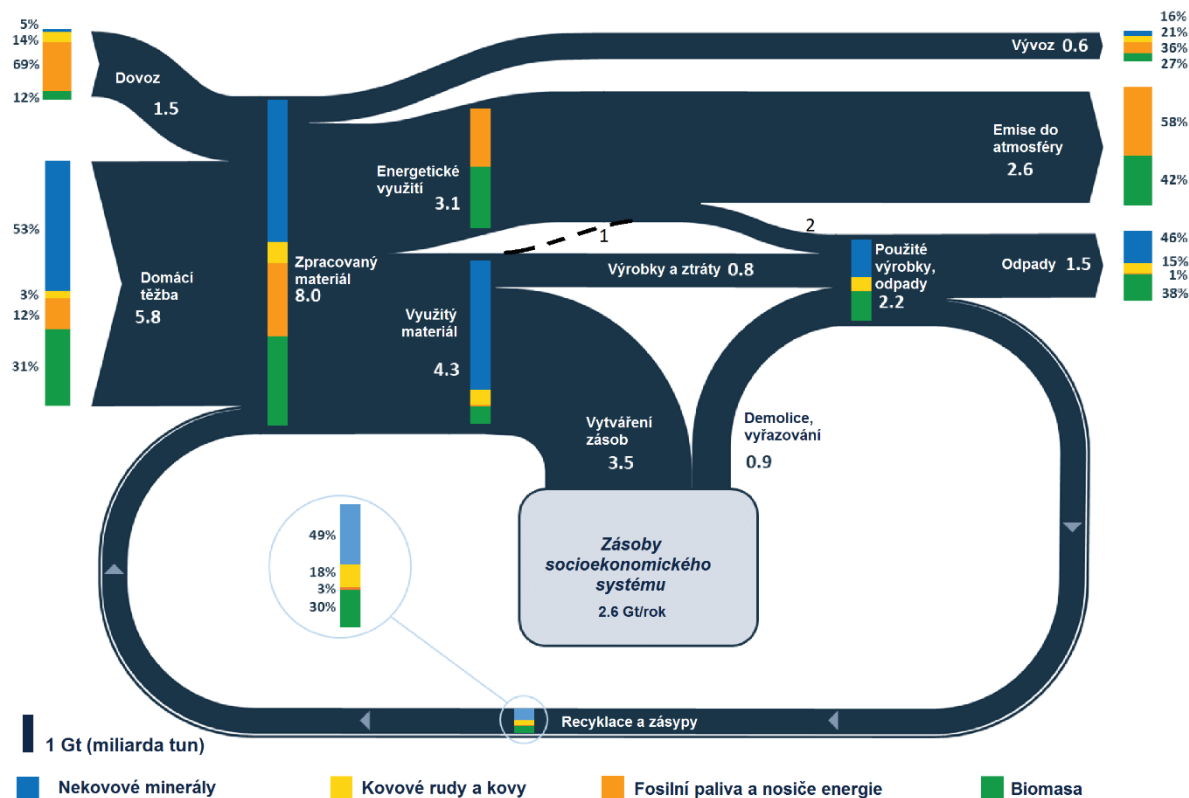 5%
14%
69%
12%
Dovoz
1.5
53%
3%
12%
31%
Domácí
těžba
5.8
Zpracovaný
materiál
8.0
Energetické
využití
3.1
Využitý
materiál
4.3
1
2
Výrobky a ztráty 0.8
Vývoz 0.6
16%
21%
36%
27%
Emise do
atmosféry
2.6
58%
42%
Použité
výrobky,
odpady
2.2
Odpady 1.5
46%
15%
1%
38%
Vytváření
zásob
3.5
Demolice,
vyřazování
0.9
Zásoby
socioekonomického
systému
2.6 Gt/rok
49%
18%
3%
30%
Recyklace a zásypy
1 Gt (miliarda tun)
Nekovové minerály
Kovové rudy a kovy
Fosilní paliva a nosiče energie
Biomasa